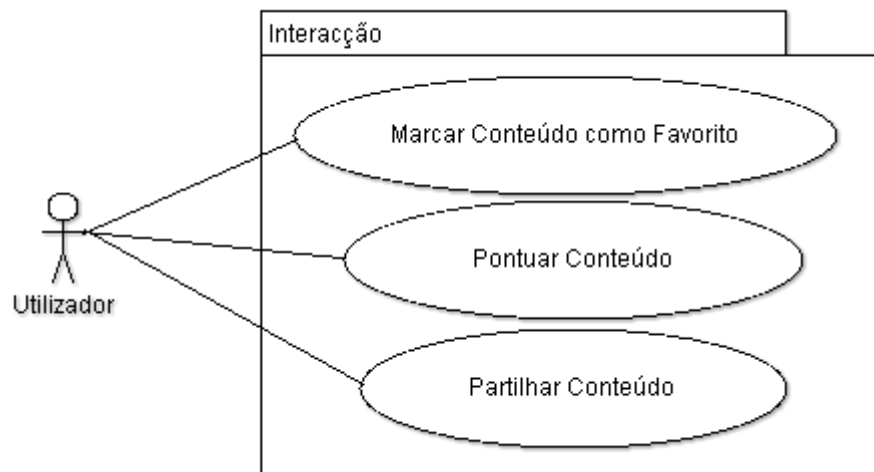 Interacção
Marcar Conteúdo como Favorito
Pontuar Conteúdo
Utilizador
Partilhar Conteúdo